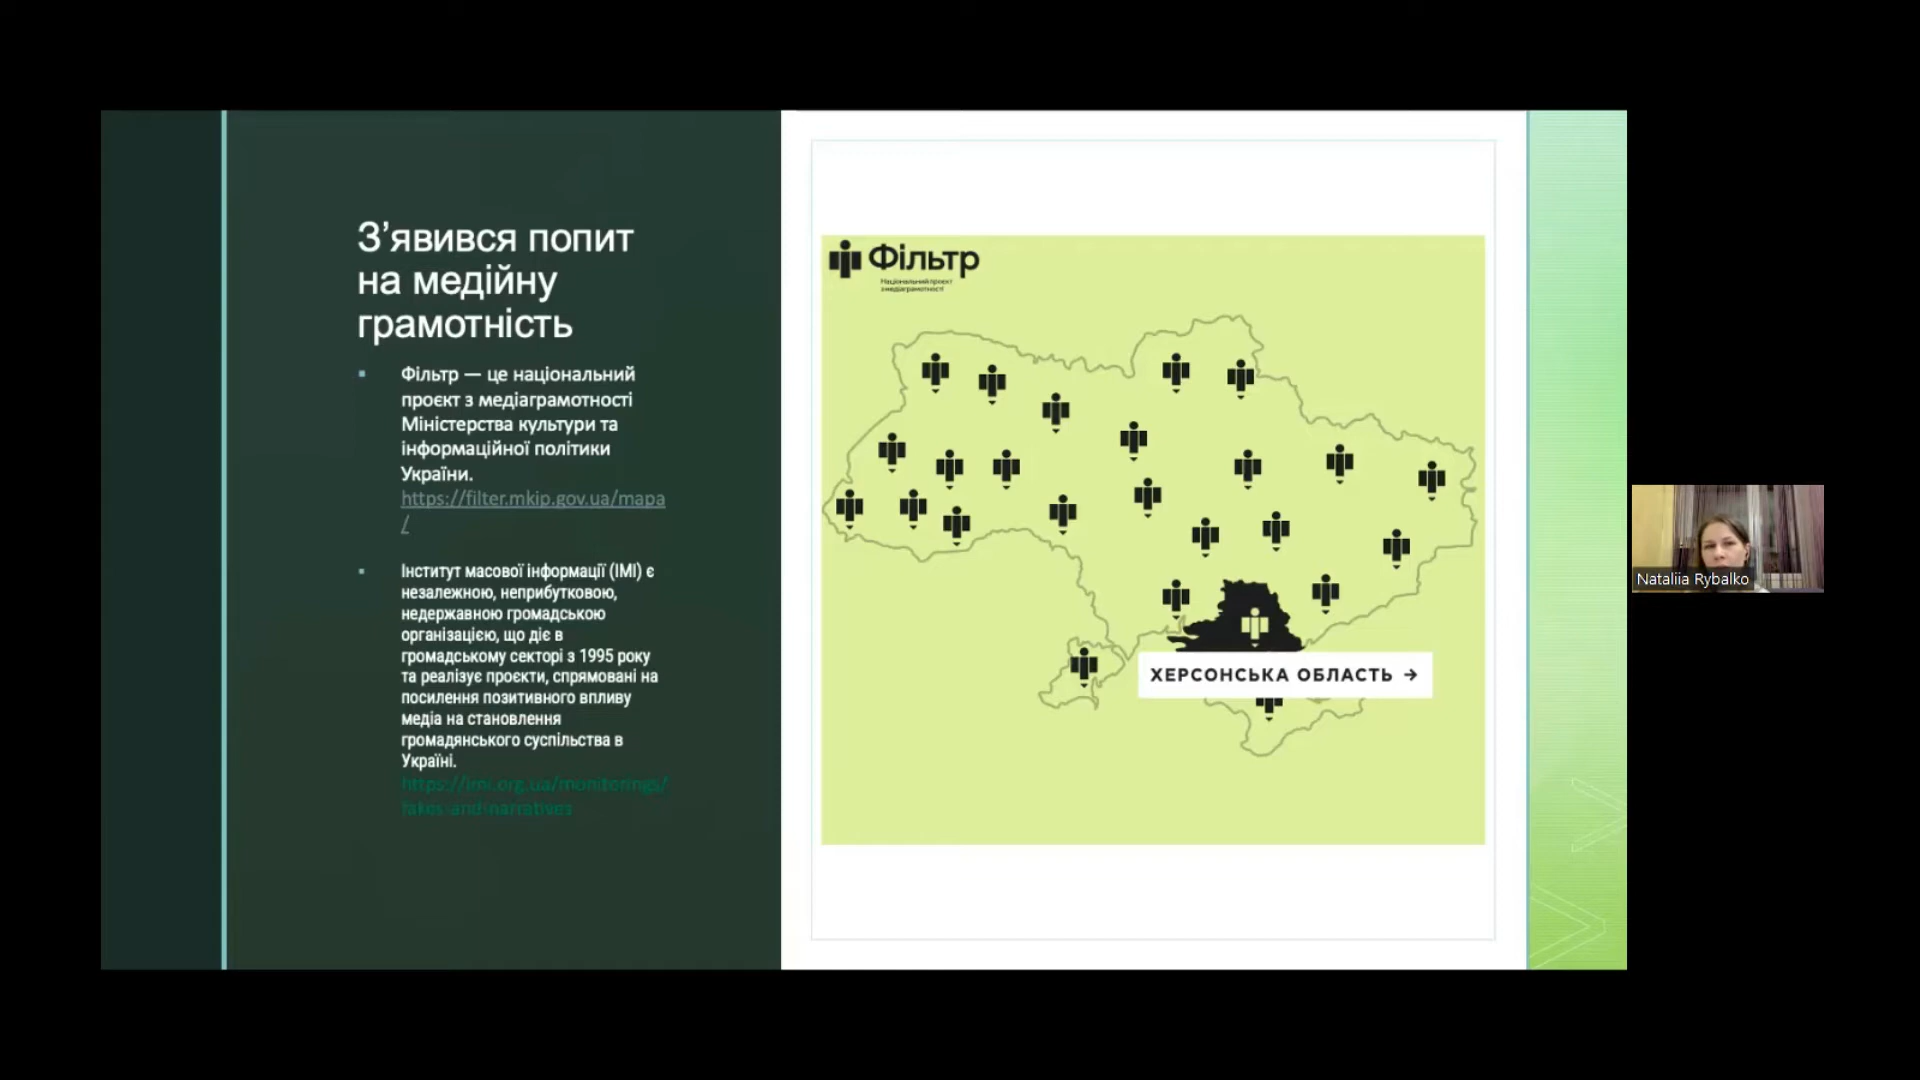 З’явився попит
на медійну
грамотність
Фільтр — це національний
проєкт з медіаграмотності
Міністерства культури та
інформаційної політики
України.
https://filter.mkip.gov.ua/mapa
/
Інститут масової інформації (ІМІ) є
незалежною, неприбутковою,
недержавною громадською
організацією, що діє в
громадському секторі з 1995 року
та реалізує проєкти, спрямовані на
посилення позитивного впливу
медіа на становлення
громадянського суспільства в
Україні.
https://imi.org.ua/monitorings/
fakes-and-narratives
Фільтр
Національний проєкт
з медіаграмотності
ХЕРСОНСЬКА ОБЛАСТЬ →
Nataliia Rybalko